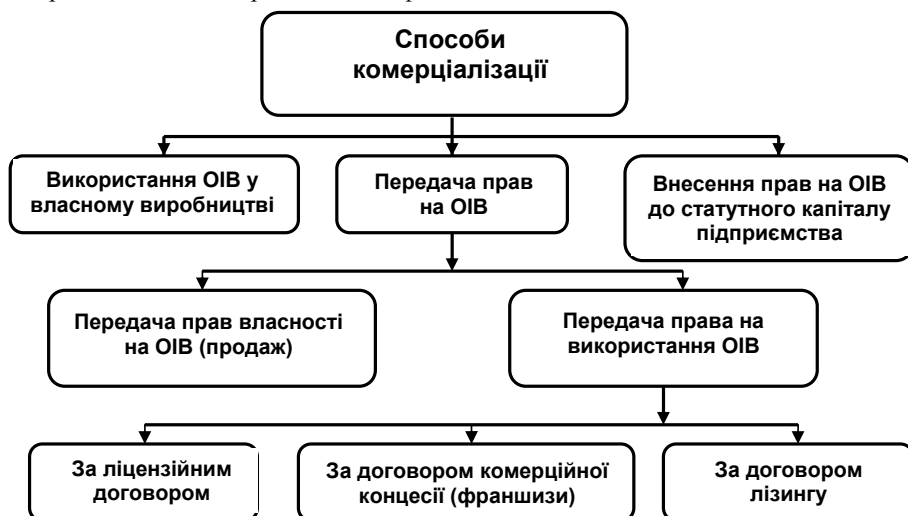 Способи
комерціалізації
Використання ОІВ у
власному виробництві
Передача прав
на ОІВ
Внесення прав на ОІВ
до статутного капіталу
підприємства
Передача прав власності
на ОІВ (продаж)
Передача права на
використання ОІВ
За ліцензійним
договором
За договором комерційної
концесії (франшизи)
За договором
лізингу